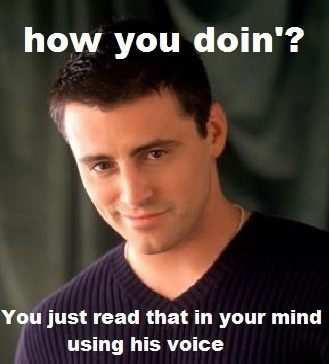 how you doin'?
You just read that in your mind
using his voice